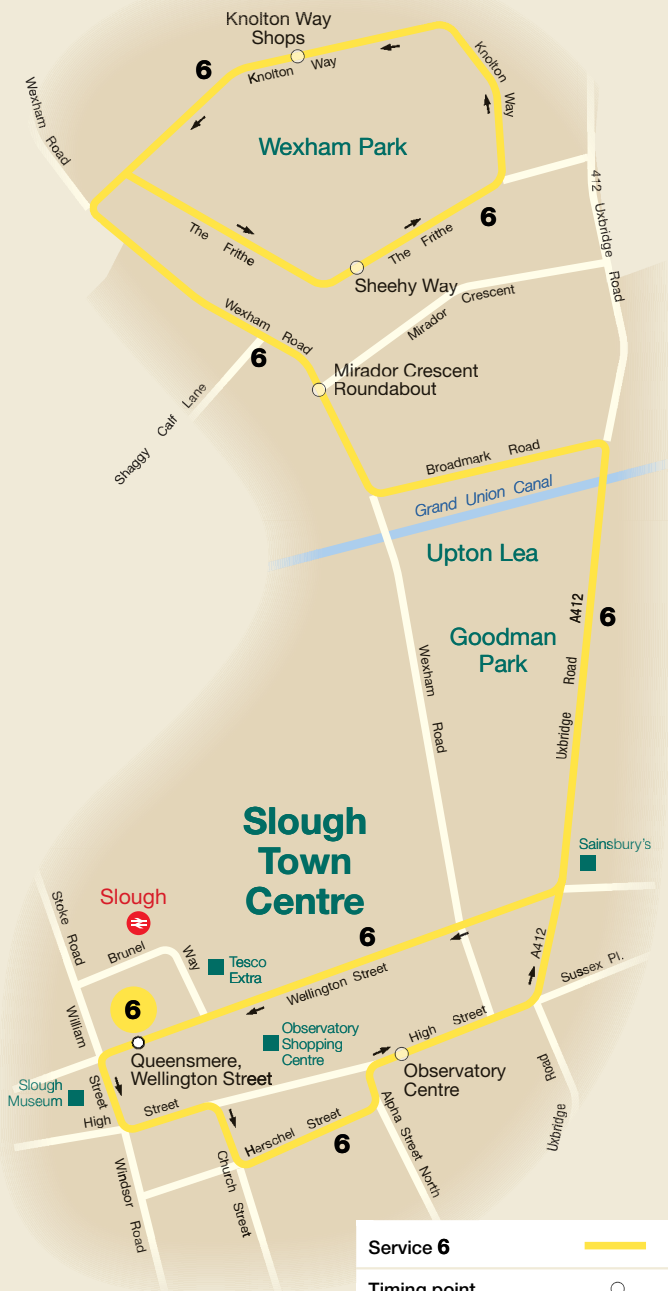 Knolton Way
Shops
6
Knolton Way
Knolton Way
Wexham Road
Wexham Park
412 Uxbridge Road
The Frithe
The Frithe
6
Sheehy Way
Mirador Crescent
Wexham Road
6
Mirador Crescent
Roundabout
Shaggy Calf Lane
Broadmark Road
Grand Union Canal
Upton Lea
A412
6
Goodman
Park
Wexham Road
Uxbridge Road
Slough
Town
Centre
Sainsbury's
Slough
Stoke Road
Brunel Way
6
Tesco
Extra
A412
Sussex Pl.
Wellington Street
6
William Street
Observatory
Shopping
Centre
High Street
Queensmere,
Wellington Street
Observatory
Centre
Uxbridge Road
Slough
Museum
High Street
Herschel Street
6
Alpha Street North
Windsor Road
Church Street
Service 6
Timing point